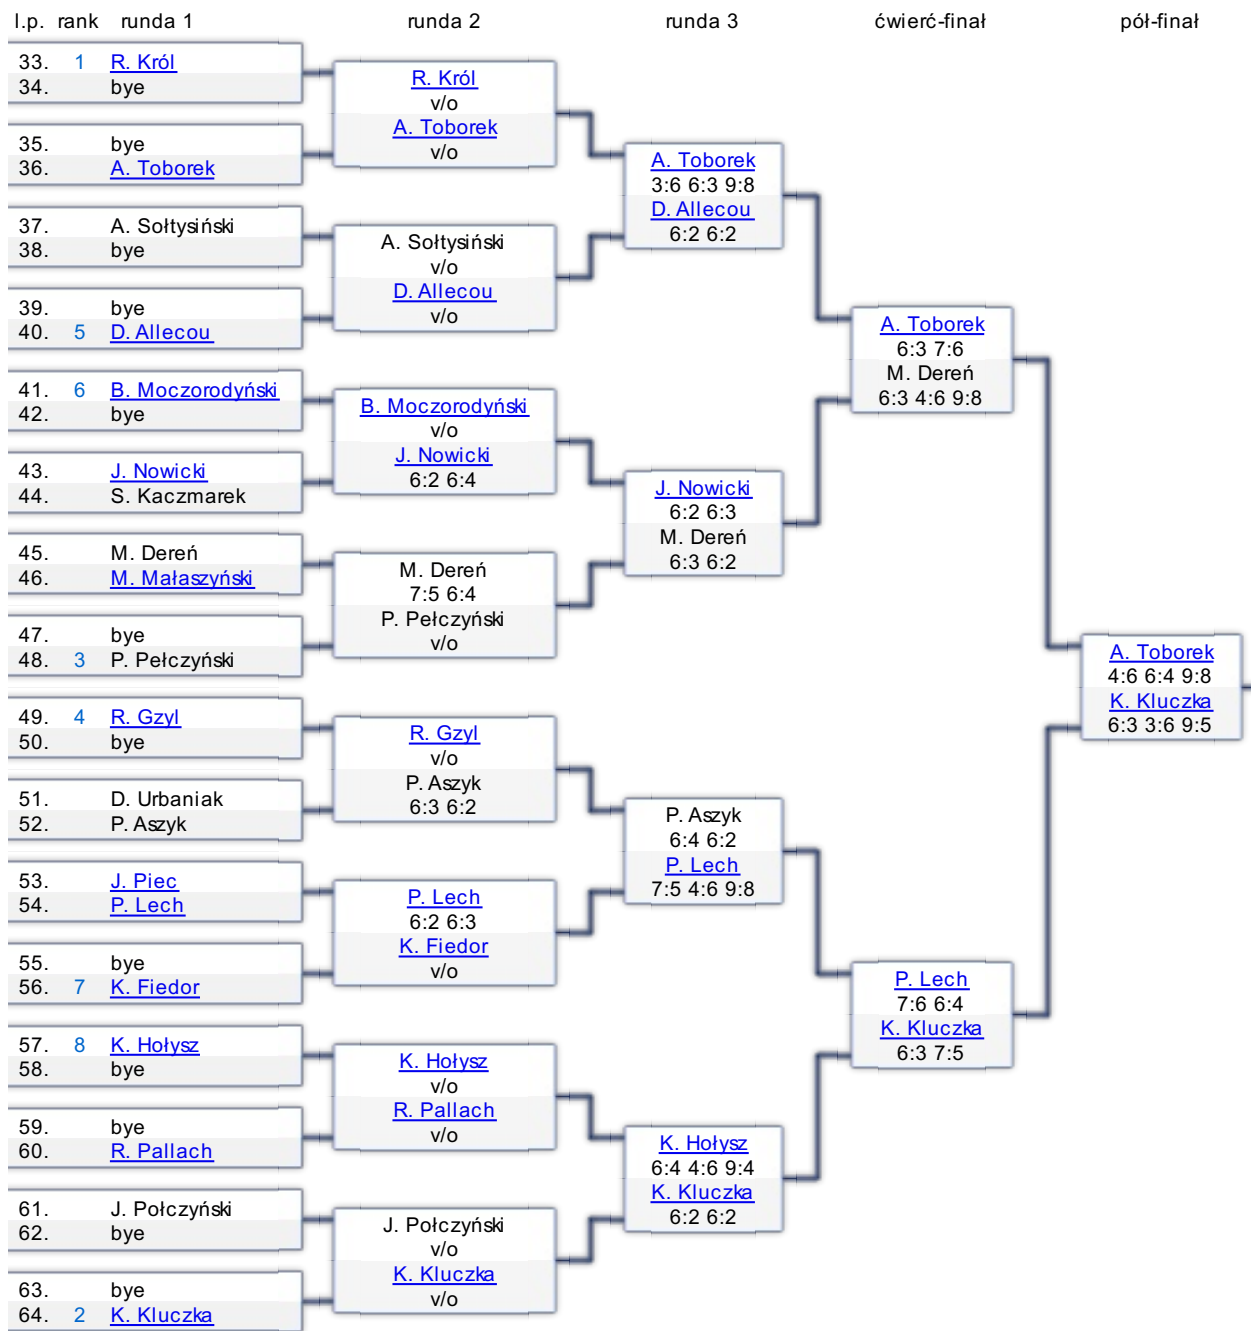 l.p. rank runda 1 runda 2 runda 3 ćwierć-finał pół-finał
33. 1 R. Król
34. bye
35. bye
36. A. Toborek
37. A. Sołtysiński
38. bye
39. bye
40. 5 D. Allecou
41. 6 B. Moczorodyński
42. bye
43. J. Nowicki
44. S. Kaczmarek
45. M. Dereń
46. M. Małaszyński
47. bye
48. 3 P. Pełczyński
49. 4 R. Gzyl
50. bye
51. D. Urbaniak
52. P. Aszyk
53. J. Piec
54. P. Lech
55. bye
56. 7 K. Fiedor
57. 8 K. Hołysz
58. bye
59. bye
60. R. Pallach
61. J. Połczyński
62. bye
63. bye
64. 2 K. Kluczka
R. Król
v/o
A. Toborek
v/o
A. Sołtysiński
v/o
D. Allecou
v/o
B. Moczorodyński
v/o
J. Nowicki
6:2 6:4
M. Dereń
7:5 6:4
P. Pełczyński
v/o
R. Gzyl
v/o
P. Aszyk
6:3 6:2
P. Lech
6:2 6:3
K. Fiedor
v/o
K. Hołysz
v/o
R. Pallach
v/o
J. Połczyński
v/o
K. Kluczka
v/o
A. Toborek
3:6 6:3 9:8
D. Allecou
6:2 6:2
J. Nowicki
6:2 6:3
M. Dereń
6:3 6:2
P. Aszyk
6:4 6:2
P. Lech
7:5 4:6 9:8
K. Hołysz
6:4 4:6 9:4
K. Kluczka
6:2 6:2
A. Toborek
6:3 7:6
M. Dereń
6:3 4:6 9:8
P. Lech
7:6 6:4
K. Kluczka
6:3 7:5
A. Toborek
4:6 6:4 9:8
K. Kluczka
6:3 3:6 9:5